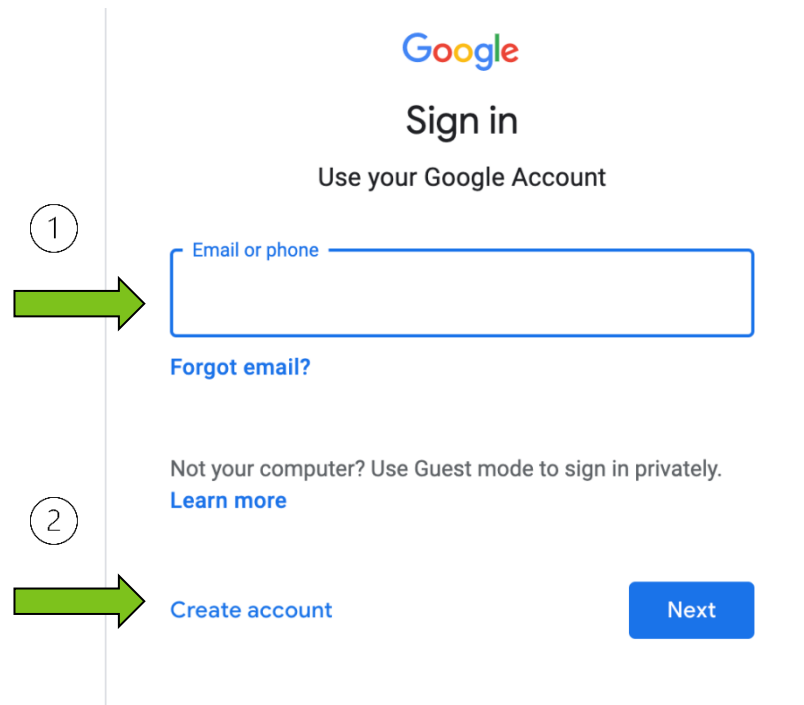 Google
Sign in
Use your Google Account
1
Email or phone
Forgot email?
Not your computer? Use Guest mode to sign in privately.
Learn more
2
Create account
Next